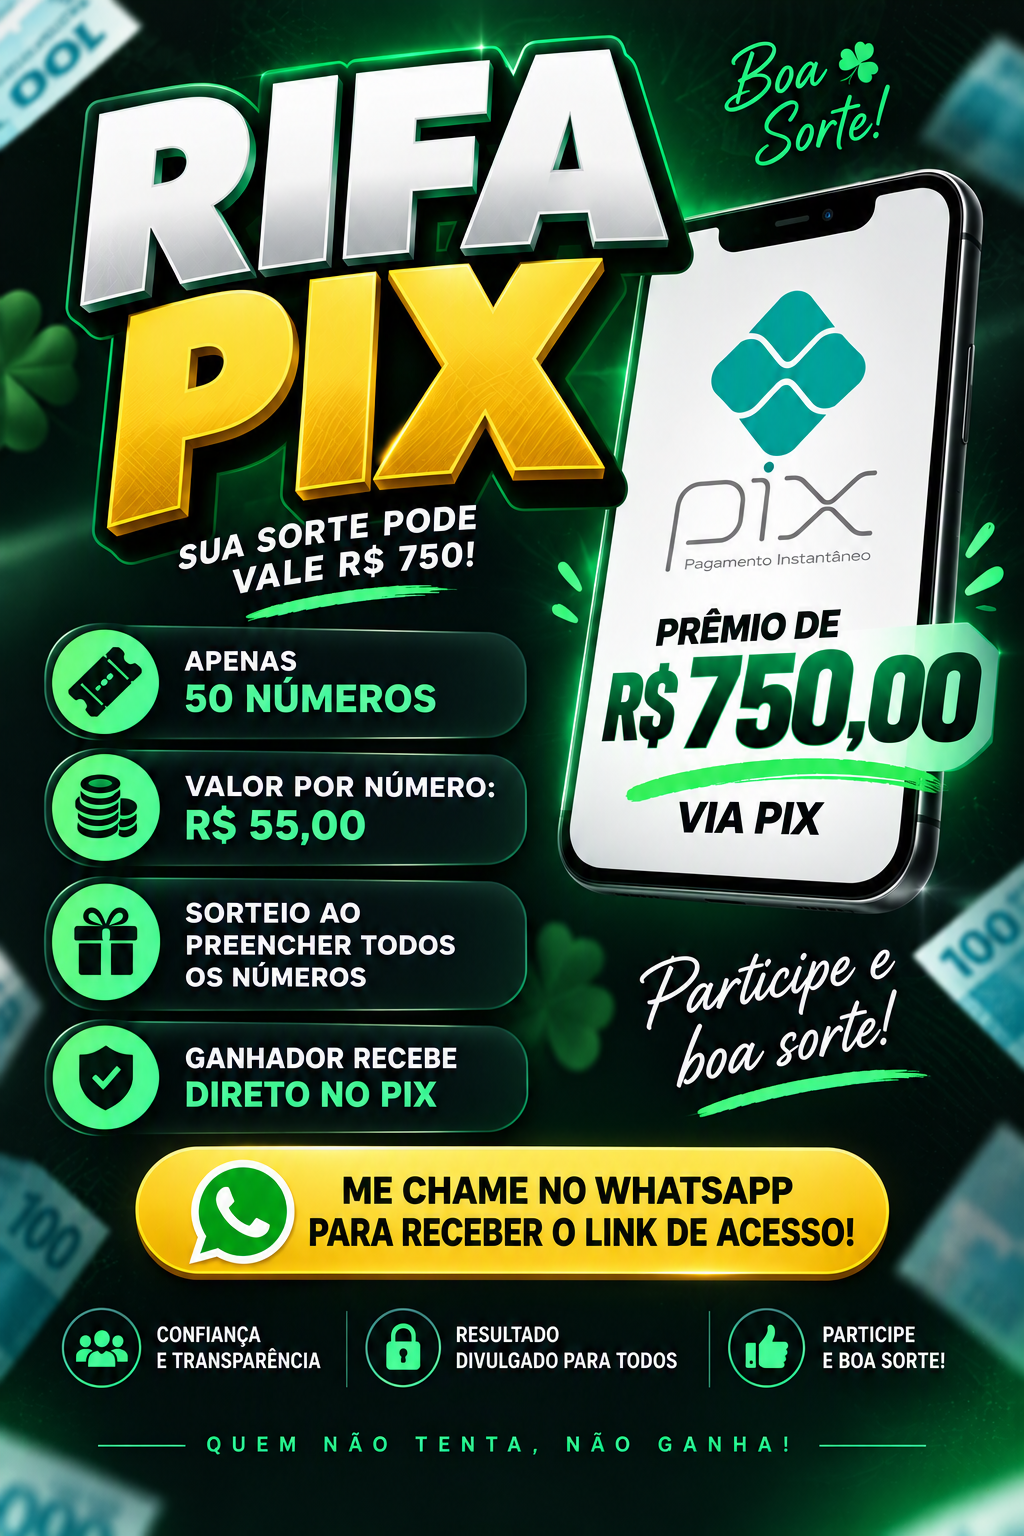 RIFA
PIX
Boa
Sorte!
SUA SORTE PODE
VALE R$ 750!
pix
Pagamento Instantâneo
PRÊMIO DE
R$ 750,00
VIA PIX
APENAS
50 NÚMEROS
VALOR POR NÚMERO:
R$ 55,00
SORTEIO AO
PREENCHER TODOS
OS NÚMEROS
GANHADOR RECEBE
DIRETO NO PIX
Participe e
boa sorte!
ME CHAME NO WHATSAPP
PARA RECEBER O LINK DE ACESSO!
CONFIANÇA
E TRANSPARÊNCIA
RESULTADO
DIVULGADO PARA TODOS
PARTICIPE
E BOA SORTE!
QUEM NÃO TENTA, NÃO GANHA!
100
100
100